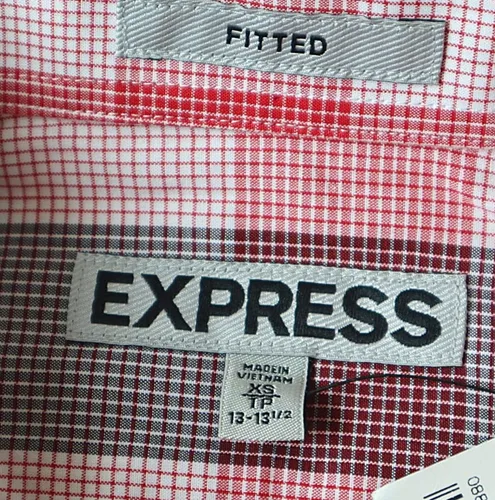 FITTED
EXPRESS
MADE IN
VIETNAM
XS
TP
13-13 1/2